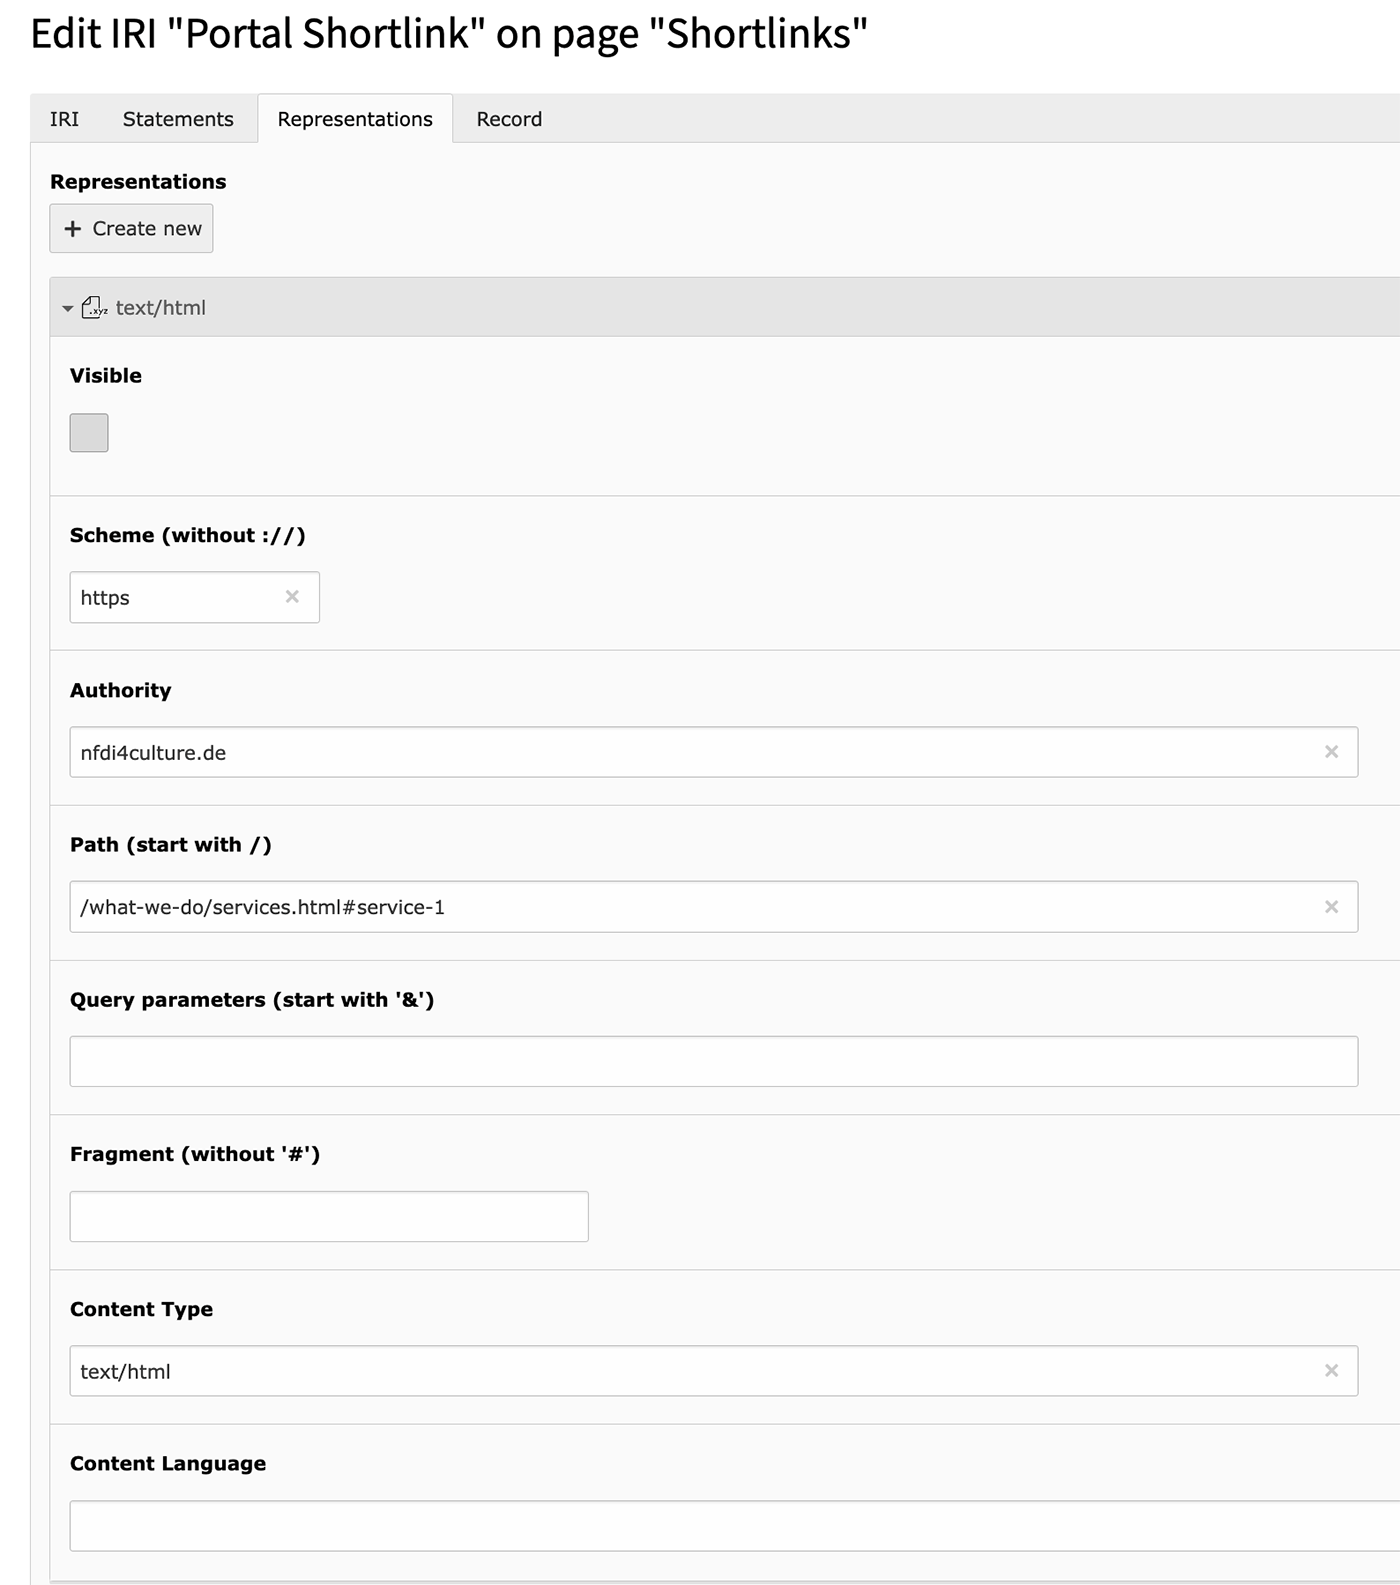 Edit IRI "Portal Shortlink" on page "Shortlinks"
IRI Statements Representations Record
Representations
+ Create new
.xyz text/html
Visible
Scheme (without ://)
https ×
Authority
nfdi4culture.de ×
Path (start with /)
/what-we-do/services.html#service-1 ×
Query parameters (start with '&')
Fragment (without '#')
Content Type
text/html ×
Content Language